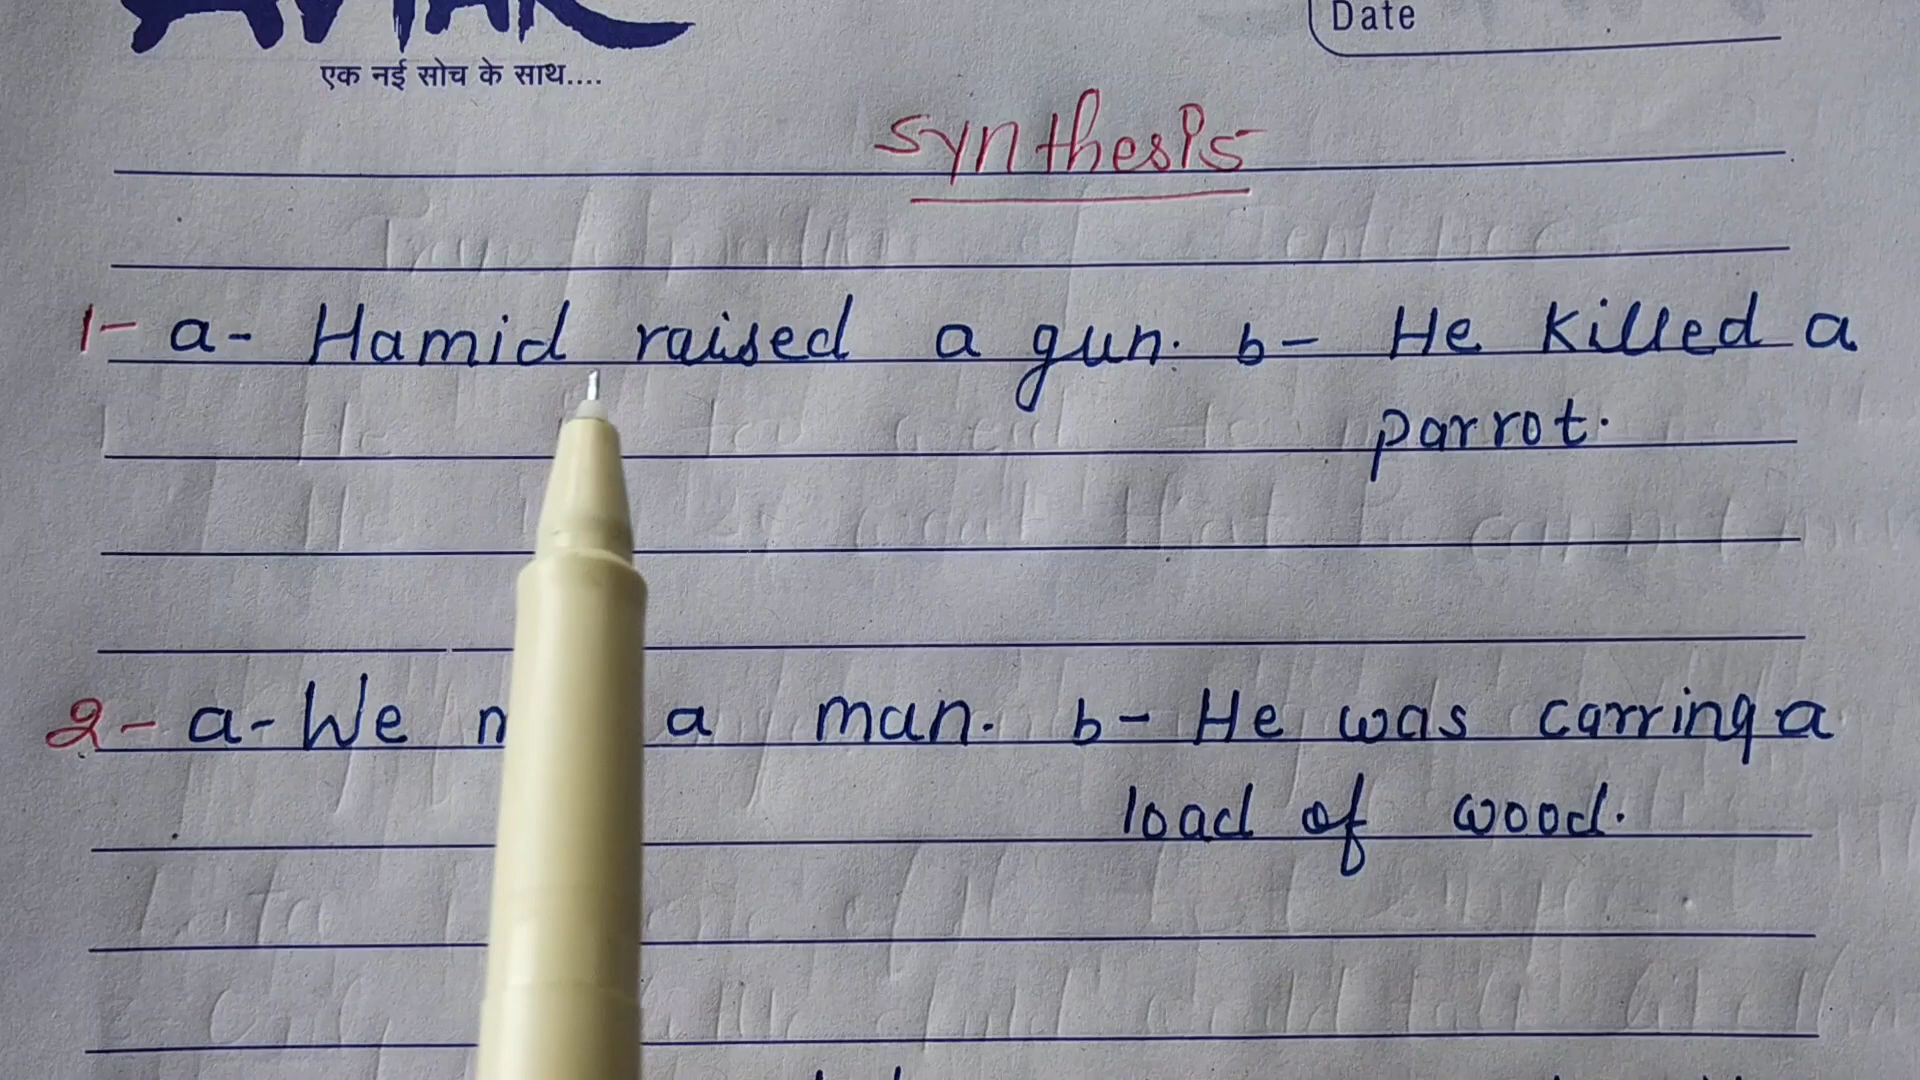 एक नई सोच के साथ....
Date
synthesis
1- a- Hamid raised a gun. b- He killed a
parrot.
2- a- We a man. b- He was carring a
load of wood.